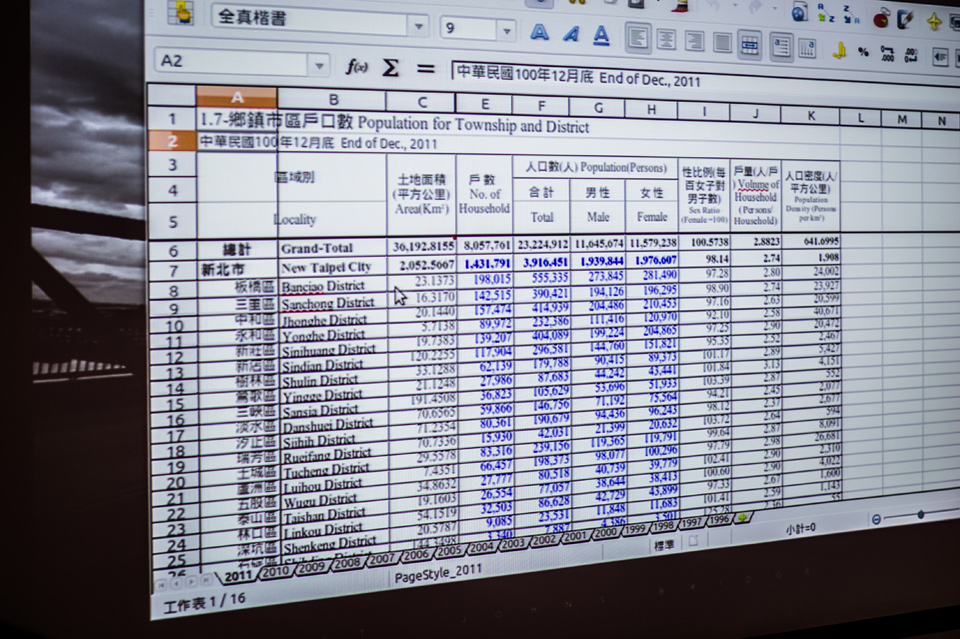 全真楷書 9
A2 f(x) Σ = 中華民國100年12月底 End of Dec., 2011
A B C E F G H I J K L M N
1 1.7-鄉鎮市區戶口數 Population for Township and District
2 中華民國100年12月底 End of Dec., 2011
3 區域別 土地面積 (平方公里) Area(Km²) 戶數 No. of Household 人口數(人) Population(Persons) 性比例(每百女子對男子數) Sex Ratio (Female =100) 戶量(人/戶) Volume of Household (Persons/Household) 人口密度(人/平方公里) Population Density (Persons per km²)
4 合計 男性 女性
5 Locality Total Male Female
6 總計 Grand-Total 36,192.8155 8,057,761 23,224,912 11,645,674 11,579,238 100.5738 2.8823 641.6995
7 新北市 New Taipei City 2,052.5667 1,431,791 3,916,451 1,939,844 1,976,607 98.14 2.74 1,908
8 板橋區 Banciao District 23.1373 198,015 555,335 273,845 281,490 97.28 2.80 24,002
9 三重區 Sanchong District 16.3170 142,515 390,421 194,126 196,295 98.90 2.74 23,927
10 中和區 Jhonghe District 20.1440 157,474 414,939 204,486 210,453 97.16 2.63 20,599
11 永和區 Yonghe District 5.7138 89,972 232,386 111,416 120,970 92.10 2.58 40,671
12 新莊區 Sinjhuang District 19.7383 139,207 404,089 199,224 204,865 97.25 2.90 20,472
13 新店區 Sindian District 120.2255 117,904 296,581 144,760 151,821 95.35 2.52 2,467
14 樹林區 Shulin District 33.1288 62,139 179,788 90,415 89,373 101.17 2.89 5,427
15 鶯歌區 Yingge District 21.1248 27,986 87,683 44,242 43,441 101.84 3.13 4,151
16 三峽區 Sansia District 191.4508 36,823 105,629 53,696 51,933 103.39 2.87 552
17 淡水區 Danshuei District 70.6565 59,866 146,756 71,192 75,564 94.21 2.45 2,077
18 汐止區 Sijhih District 71.2354 80,361 190,679 94,436 96,243 98.12 2.37 2,677
19 瑞芳區 Rueifang District 70.7336 15,930 42,031 21,399 20,632 103.72 2.64 594
20 土城區 Tucheng District 29.5578 83,316 239,156 119,365 119,791 99.64 2.87 8,091
21 蘆洲區 Luihou District 7.4351 66,457 198,373 98,077 100,296 97.79 2.98 26,681
22 五股區 Wugu District 34.8632 27,777 80,518 40,739 39,779 102.41 2.90 2,310
23 泰山區 Taishan District 19.1603 26,554 77,057 38,644 38,413 100.60 2.90 4,022
24 林口區 Linkou District 54.1519 32,503 86,628 42,729 43,899 97.33 2.67 1,600
25 深坑區 Shenkeng District 20.5787 9,085 23,531 11,848 11,683 101.41 2.59 1,143
2011 2010 2009 2008 2007 2006 2005 2004 2003 2002 2001 2000 1999 1998 1997 1996
工作表 1 / 16 PageStyle_2011 標準 小計=0